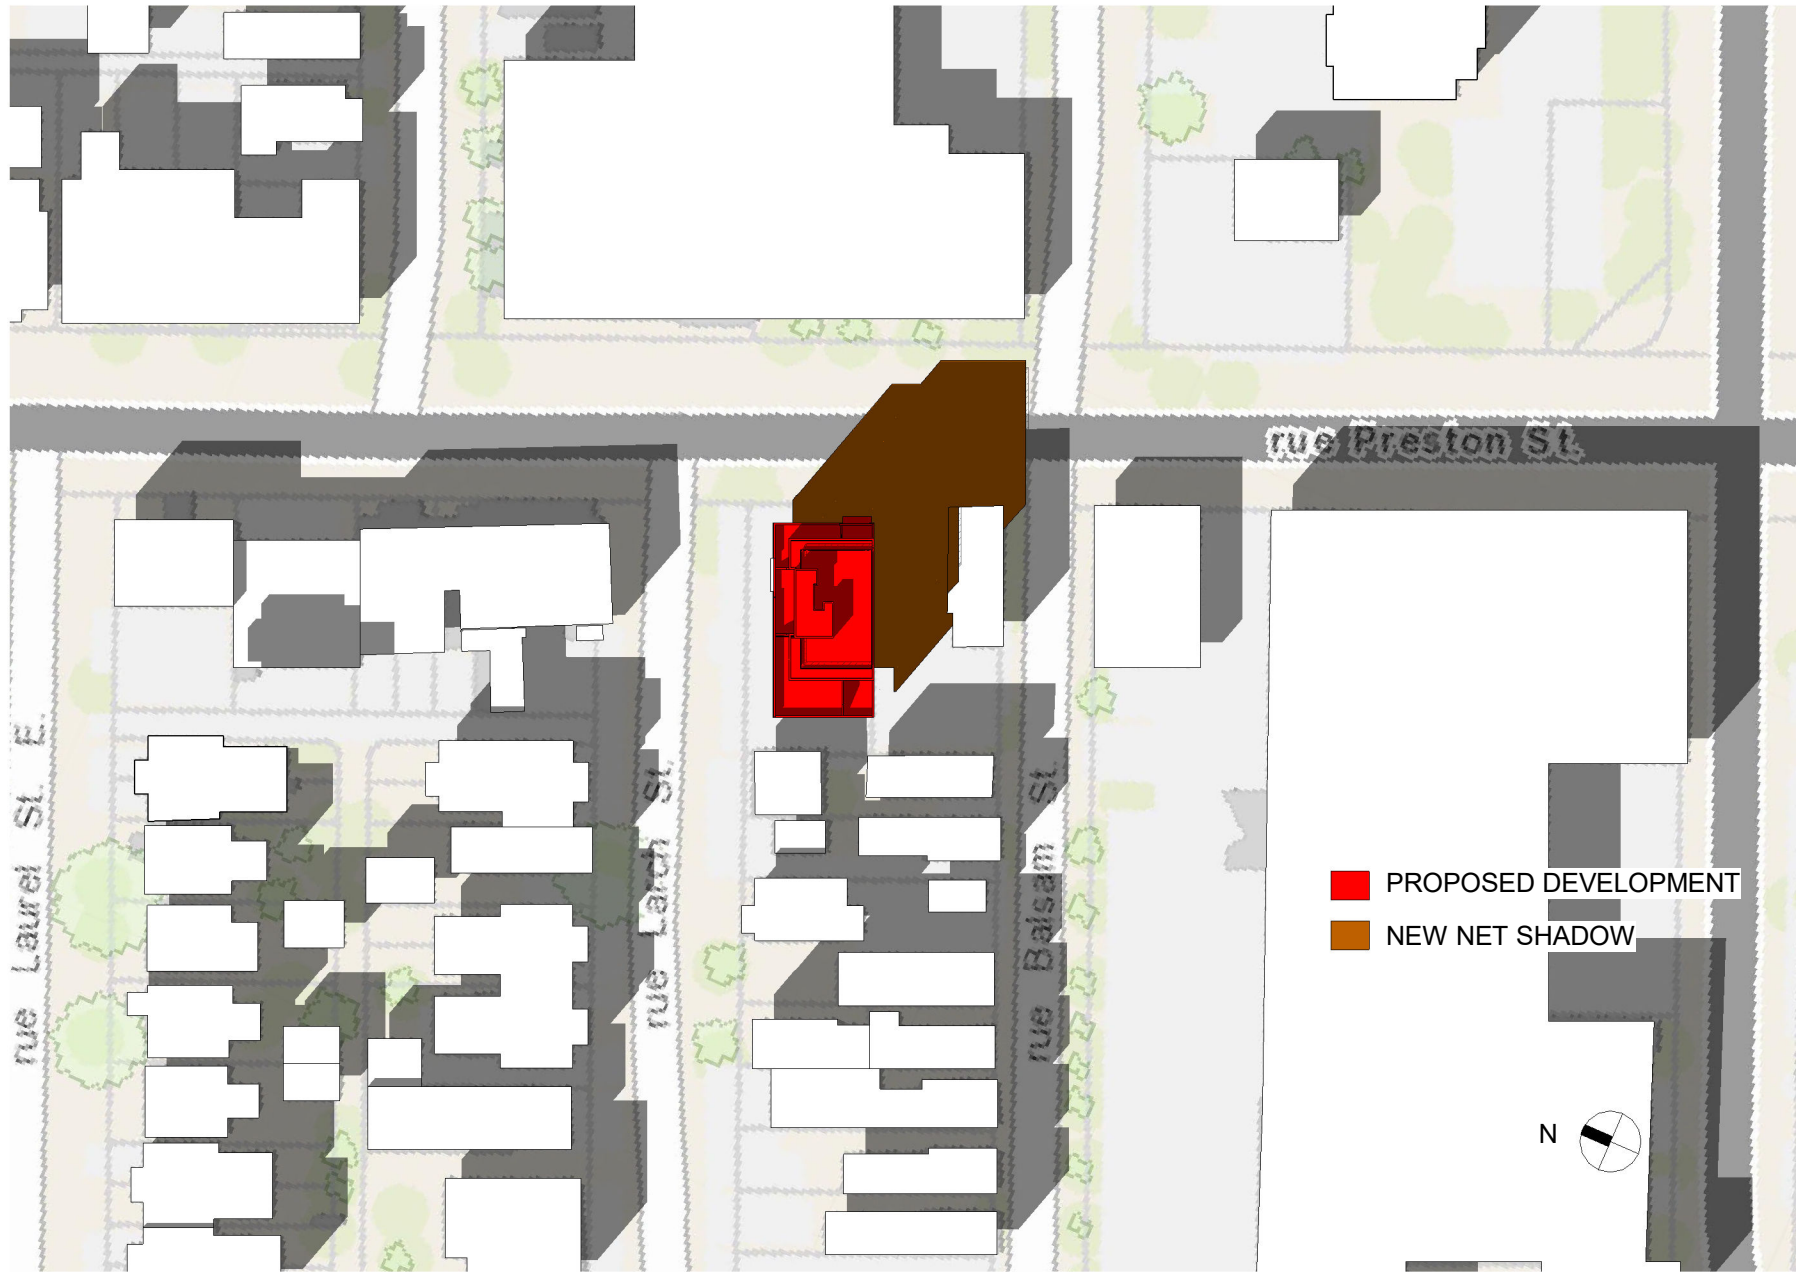 rue Preston St.
rue Laurel St. E.
rue Larch St.
rue Balsam St.
PROPOSED DEVELOPMENT
NEW NET SHADOW
N